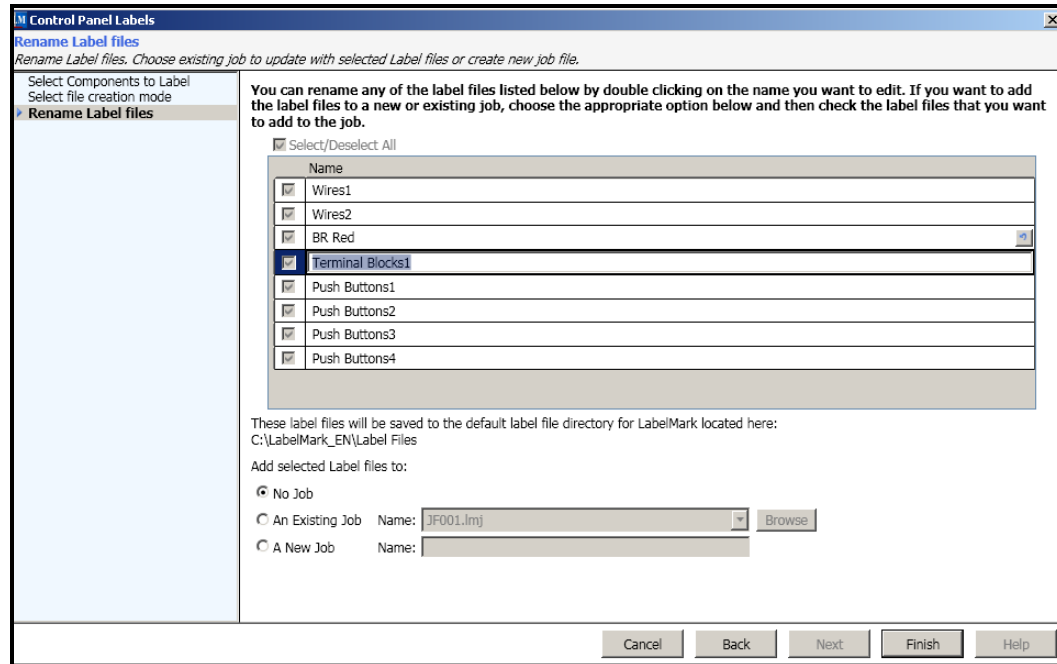 M Control Panel Labels
Rename Label files
Rename Label files. Choose existing job to update with selected Label files or create new job file.
Select Components to Label
Select file creation mode
Rename Label files
You can rename any of the label files listed below by double clicking on the name you want to edit. If you want to add
the label files to a new or existing job, choose the appropriate option below and then check the label files that you want
to add to the job.
Select/Deselect All
Name
Wires1
Wires2
BR Red
Terminal Blocks1
Push Buttons1
Push Buttons2
Push Buttons3
Push Buttons4
These label files will be saved to the default label file directory for LabelMark located here:
C:\LabelMark_EN\Label Files
Add selected Label files to:
No Job
An Existing Job Name: JF001.lmj Browse
A New Job Name:
Cancel Back Next Finish Help